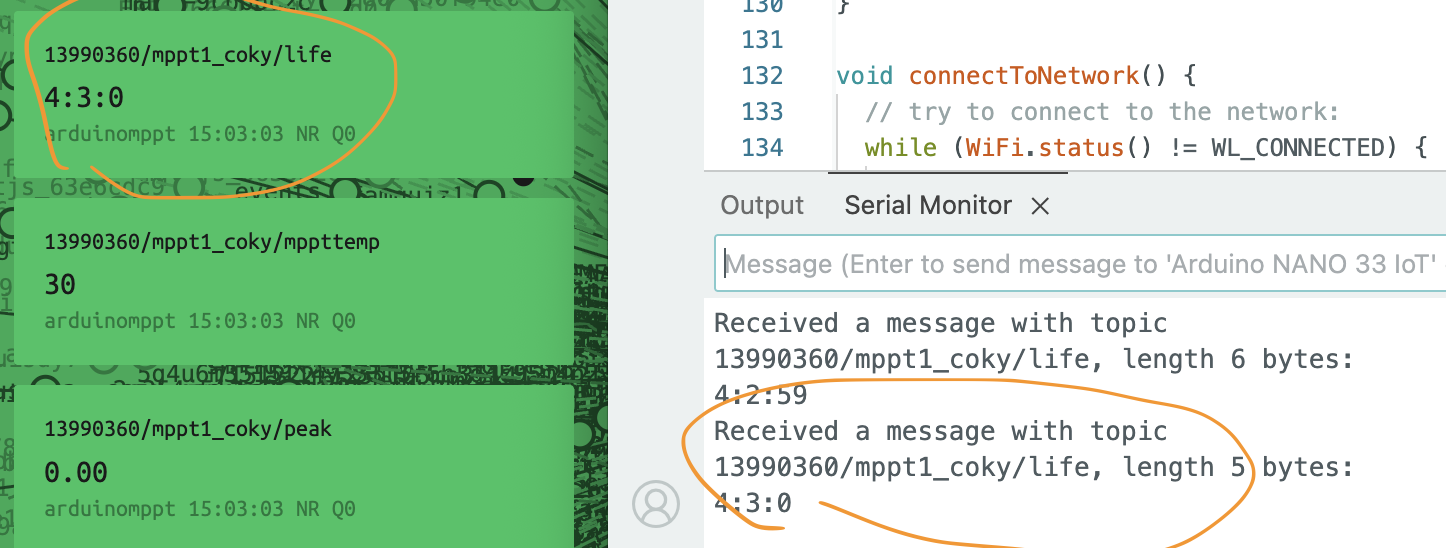 13990360/mppt1_coky/life
4:3:0
arduinomppt 15:03:03 NR Q0
13990360/mppt1_coky/mppttemp
30
arduinomppt 15:03:03 NR Q0
13990360/mppt1_coky/peak
0.00
arduinomppt 15:03:03 NR Q0
130 }
131
132 void connectToNetwork() {
133 // try to connect to the network:
134 while (WiFi.status() != WL_CONNECTED) {
Output Serial Monitor
Message (Enter to send message to 'Arduino NANO 33 IoT'
Received a message with topic
13990360/mppt1_coky/life, length 6 bytes:
4:2:59
Received a message with topic
13990360/mppt1_coky/life, length 5 bytes:
4:3:0